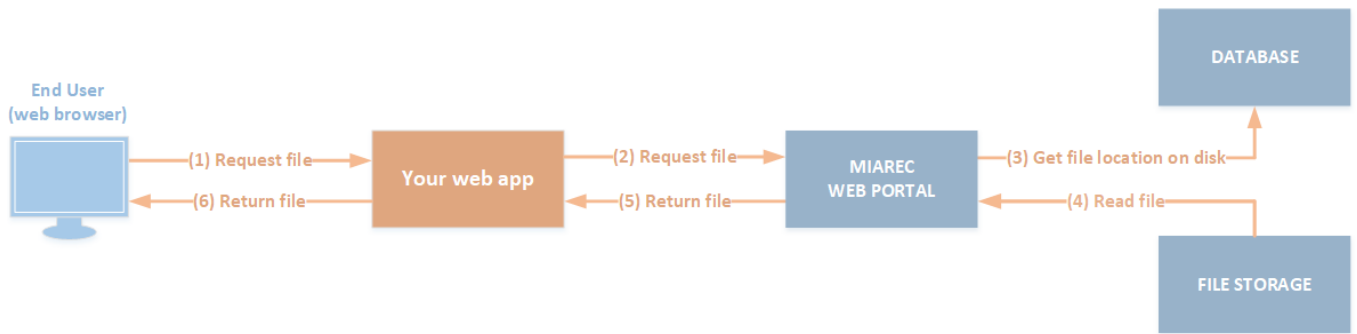 DATABASE
End User
(web browser)
(1) Request file
(2) Request file
(3) Get file location on disk
Your web app
MIAREC
WEB PORTAL
(6) Return file
(5) Return file
(4) Read file
FILE STORAGE